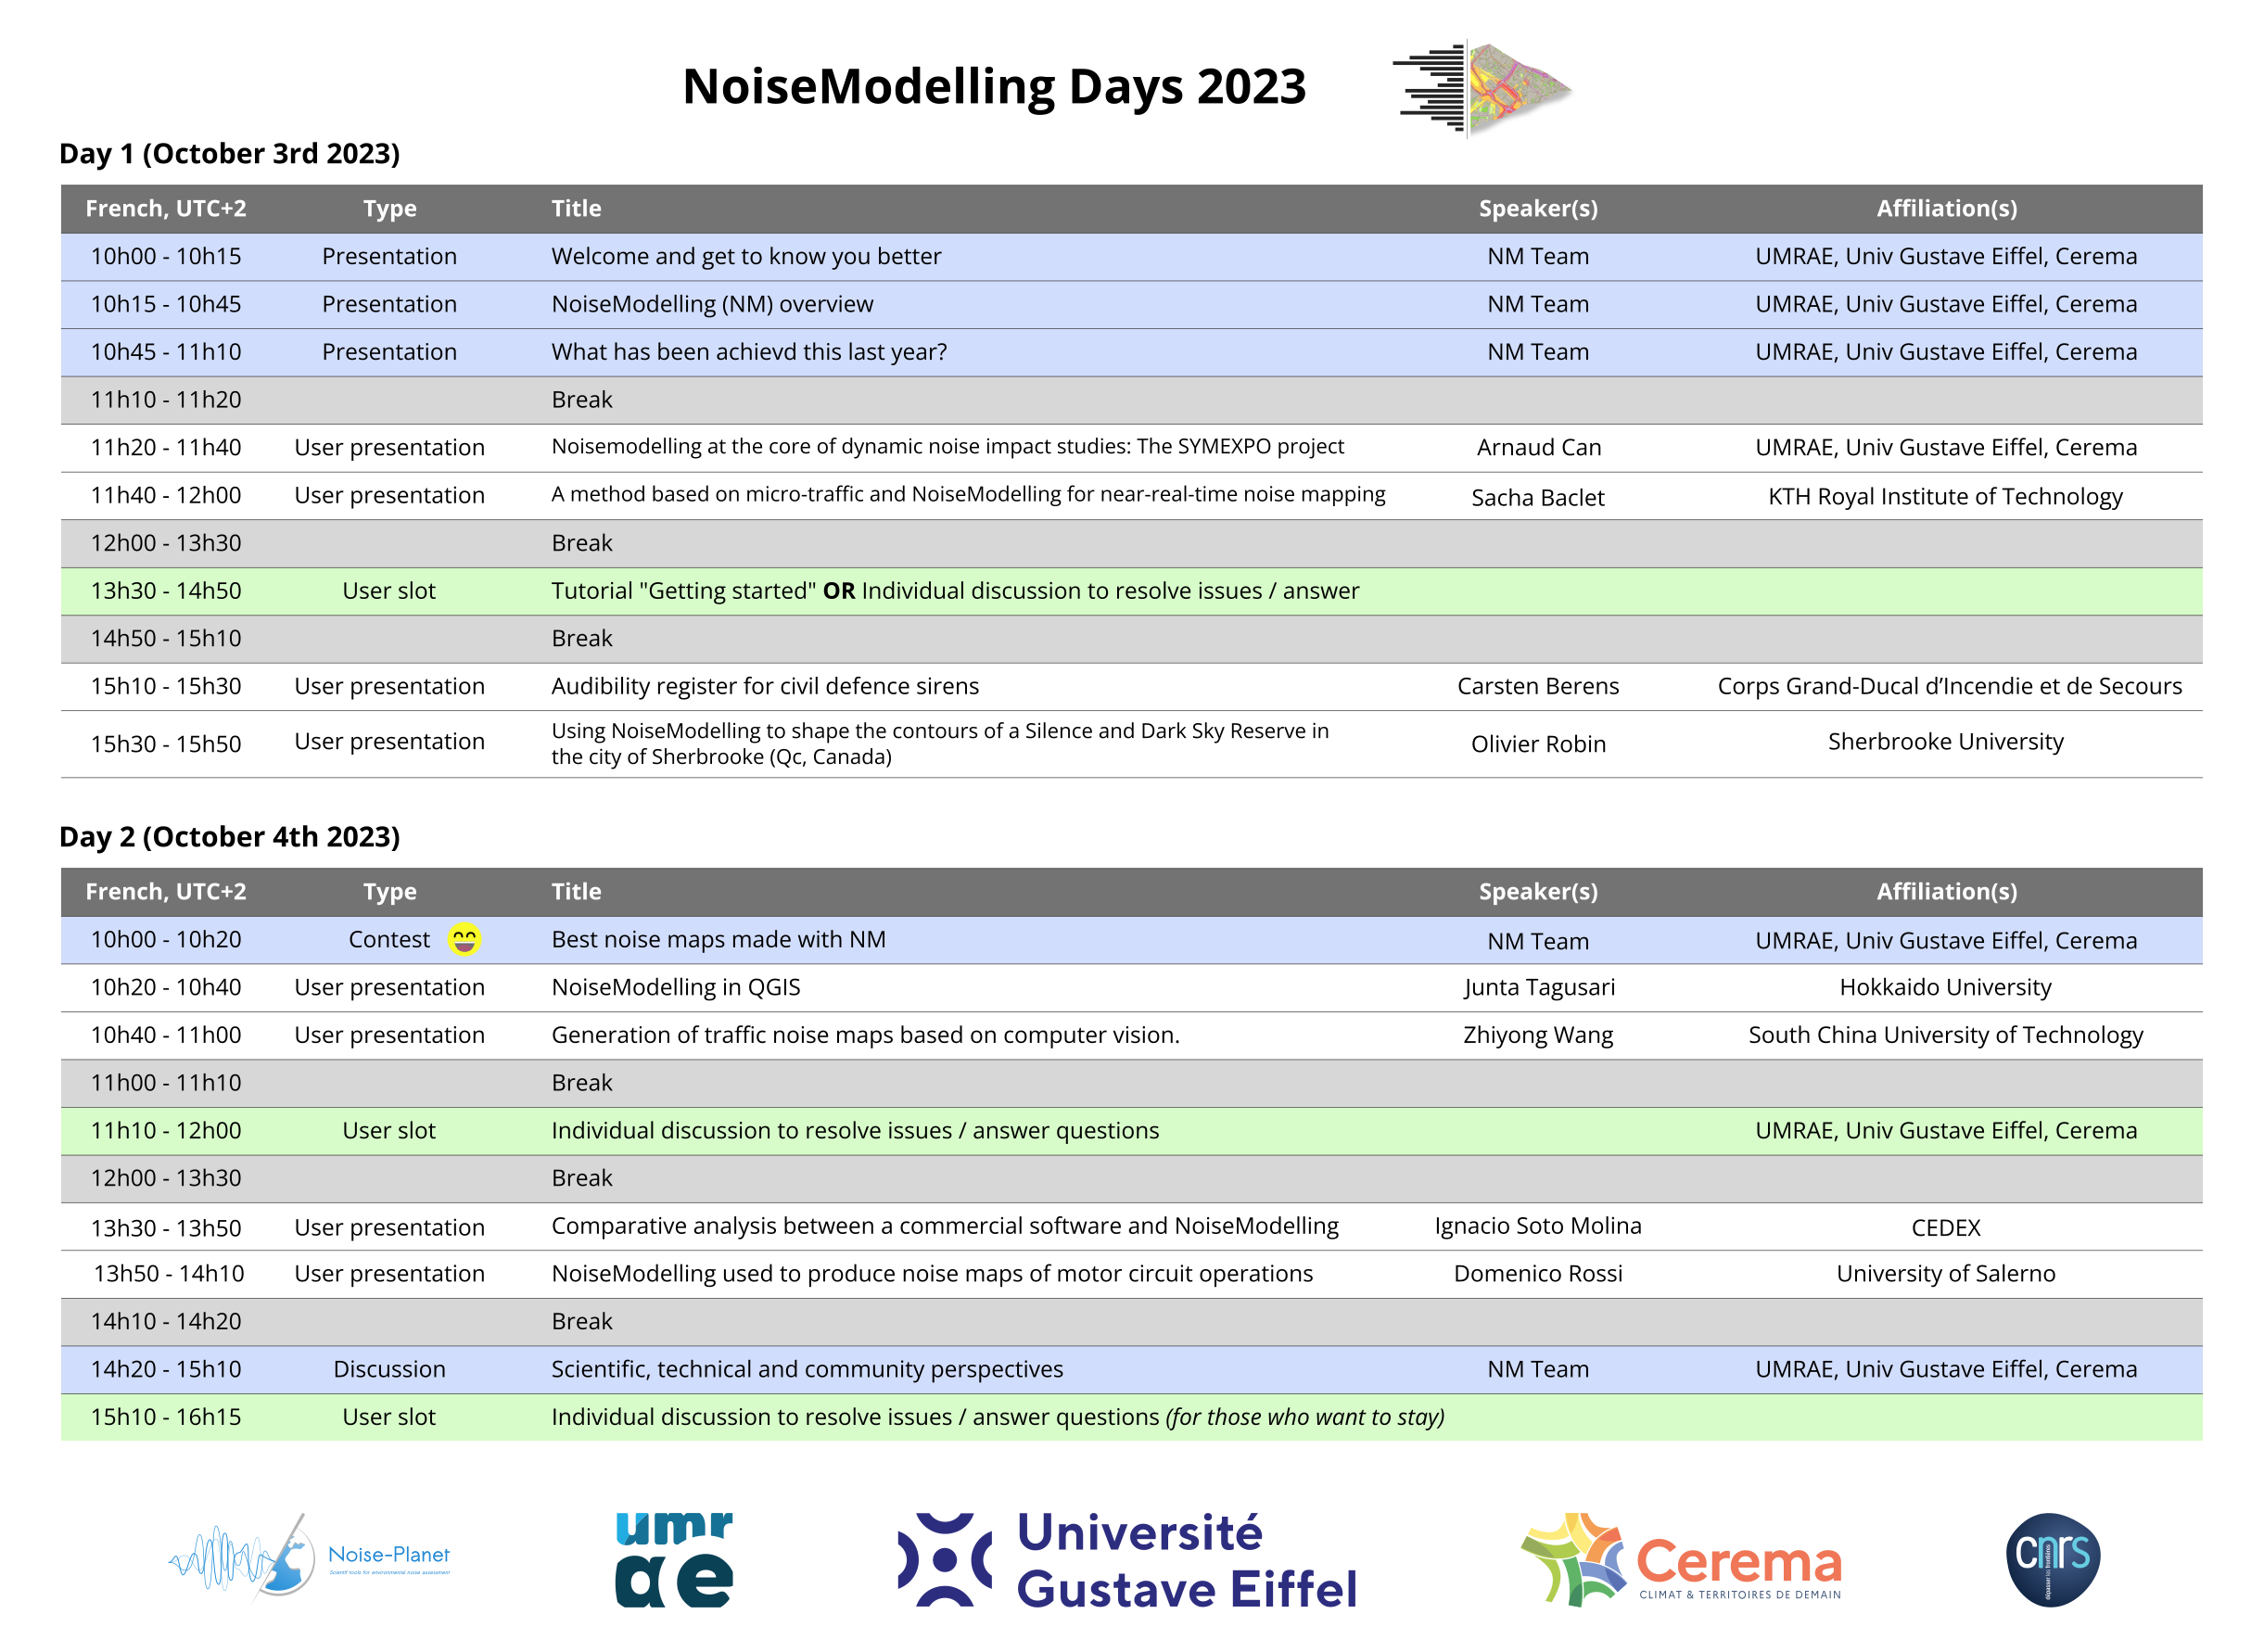 NoiseModelling Days 2023
Day 1 (October 3rd 2023)
French, UTC+2 Type Title Speaker(s) Affiliation(s)
10h00 - 10h15 Presentation Welcome and get to know you better NM Team UMRAE, Univ Gustave Eiffel, Cerema
10h15 - 10h45 Presentation NoiseModelling (NM) overview NM Team UMRAE, Univ Gustave Eiffel, Cerema
10h45 - 11h10 Presentation What has been achievd this last year? NM Team UMRAE, Univ Gustave Eiffel, Cerema
11h10 - 11h20 Break
11h20 - 11h40 User presentation Noisemodelling at the core of dynamic noise impact studies: The SYMEXPO project Arnaud Can UMRAE, Univ Gustave Eiffel, Cerema
11h40 - 12h00 User presentation A method based on micro-traffic and NoiseModelling for near-real-time noise mapping Sacha Baclet KTH Royal Institute of Technology
12h00 - 13h30 Break
13h30 - 14h50 User slot Tutorial "Getting started" OR Individual discussion to resolve issues / answer
14h50 - 15h10 Break
15h10 - 15h30 User presentation Audibility register for civil defence sirens Carsten Berens Corps Grand-Ducal d’Incendie et de Secours
15h30 - 15h50 User presentation Using NoiseModelling to shape the contours of a Silence and Dark Sky Reserve in
the city of Sherbrooke (Qc, Canada) Olivier Robin Sherbrooke University
Day 2 (October 4th 2023)
French, UTC+2 Type Title Speaker(s) Affiliation(s)
10h00 - 10h20 Contest Best noise maps made with NM NM Team UMRAE, Univ Gustave Eiffel, Cerema
10h20 - 10h40 User presentation NoiseModelling in QGIS Junta Tagusari Hokkaido University
10h40 - 11h00 User presentation Generation of traffic noise maps based on computer vision. Zhiyong Wang South China University of Technology
11h00 - 11h10 Break
11h10 - 12h00 User slot Individual discussion to resolve issues / answer questions UMRAE, Univ Gustave Eiffel, Cerema
12h00 - 13h30 Break
13h30 - 13h50 User presentation Comparative analysis between a commercial software and NoiseModelling Ignacio Soto Molina CEDEX
13h50 - 14h10 User presentation NoiseModelling used to produce noise maps of motor circuit operations Domenico Rossi University of Salerno
14h10 - 14h20 Break
14h20 - 15h10 Discussion Scientific, technical and community perspectives NM Team UMRAE, Univ Gustave Eiffel, Cerema
15h10 - 16h15 User slot Individual discussion to resolve issues / answer questions (for those who want to stay)
Noise-Planet
Scientif tools for environmental noise assessment
umr
ae
Université
Gustave Eiffel
Cerema
CLIMAT & TERRITOIRES DE DEMAIN
cnrs
dépasser les frontières